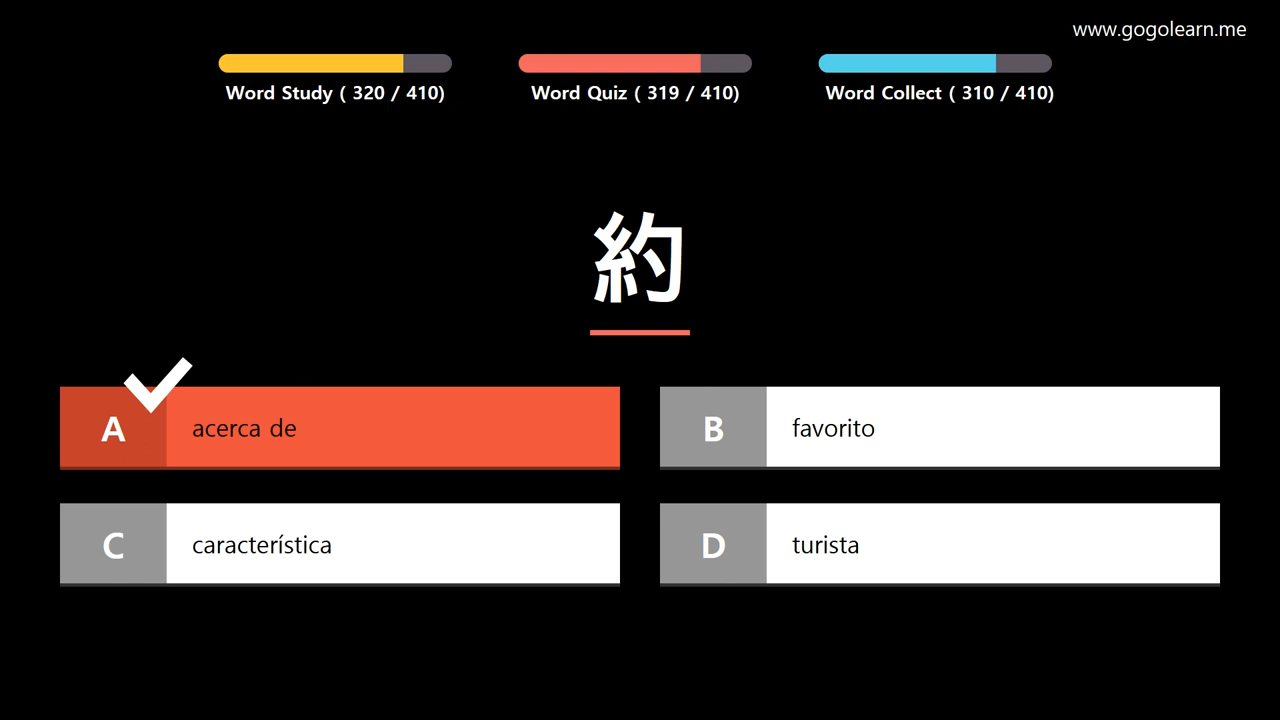 www.gogolearn.me
Word Study ( 320 / 410)
Word Quiz ( 319 / 410)
Word Collect ( 310 / 410)
約
A acerca de
B favorito
C característica
D turista